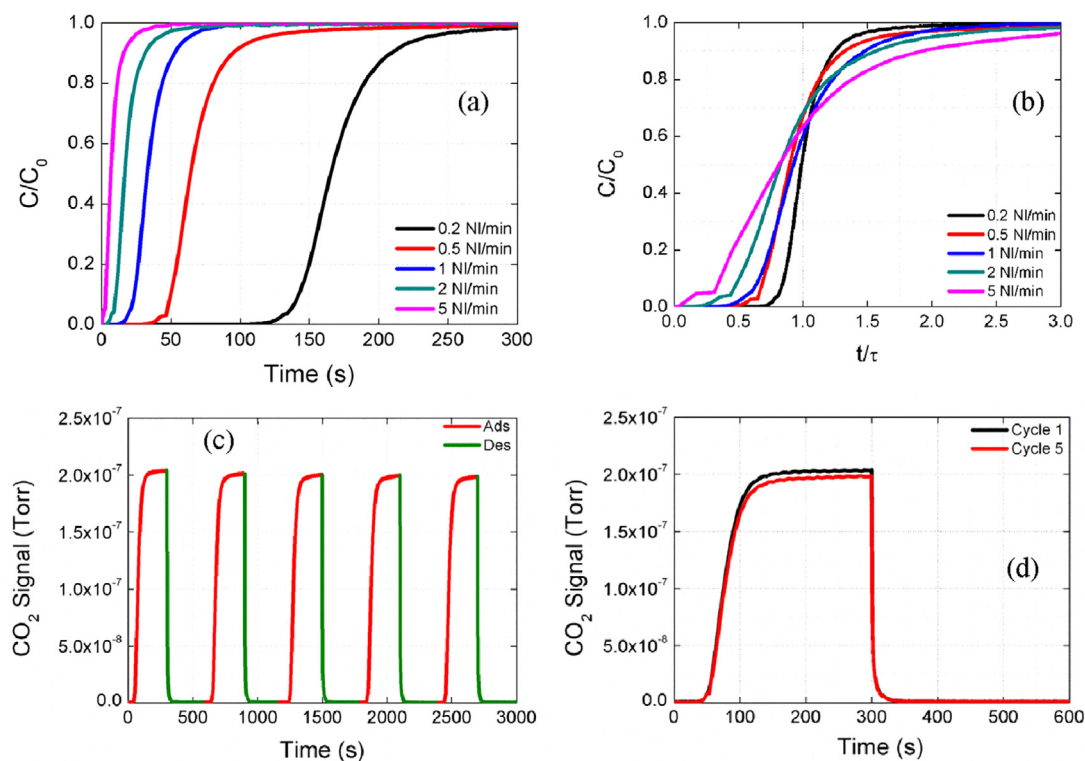 1.0
0.8
0.6
0.4
0.2
0.0
C/C0
(a)
0.2 Nl/min
0.5 Nl/min
1 Nl/min
2 Nl/min
5 Nl/min
0 50 100 150 200 250 300
Time (s)
1.0
0.8
0.6
0.4
0.2
0.0
C/C0
(b)
0.2 Nl/min
0.5 Nl/min
1 Nl/min
2 Nl/min
5 Nl/min
0.0 0.5 1.0 1.5 2.0 2.5 3.0
t/τ
2.5x10-7
2.0x10-7
1.5x10-7
1.0x10-7
5.0x10-8
0.0
CO2 Signal (Torr)
(c)
Ads
Des
0 500 1000 1500 2000 2500 3000
Time (s)
2.5x10-7
2.0x10-7
1.5x10-7
1.0x10-7
5.0x10-8
0.0
CO2 Signal (Torr)
Cycle 1
Cycle 5
(d)
0 100 200 300 400 500 600
Time (s)